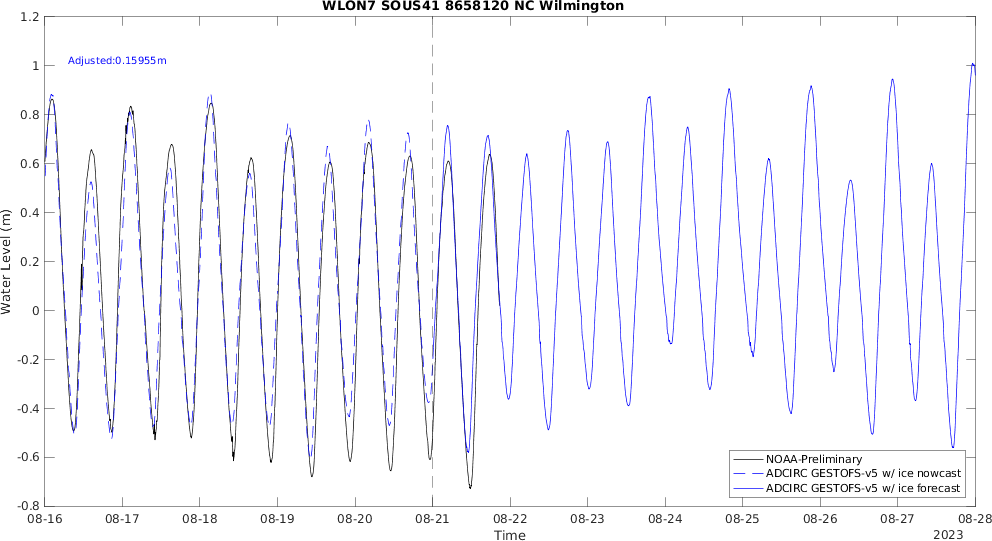 WLON7 SOUS41 8658120 NC Wilmington
Adjusted:0.15955m
Water Level (m)
1.2
1
0.8
0.6
0.4
0.2
0
-0.2
-0.4
-0.6
-0.8
NOAA-Preliminary
ADCIRC GESTOFS-v5 w/ ice nowcast
ADCIRC GESTOFS-v5 w/ ice forecast
08-16 08-17 08-18 08-19 08-20 08-21 08-22 08-23 08-24 08-25 08-26 08-27 08-28
Time
2023